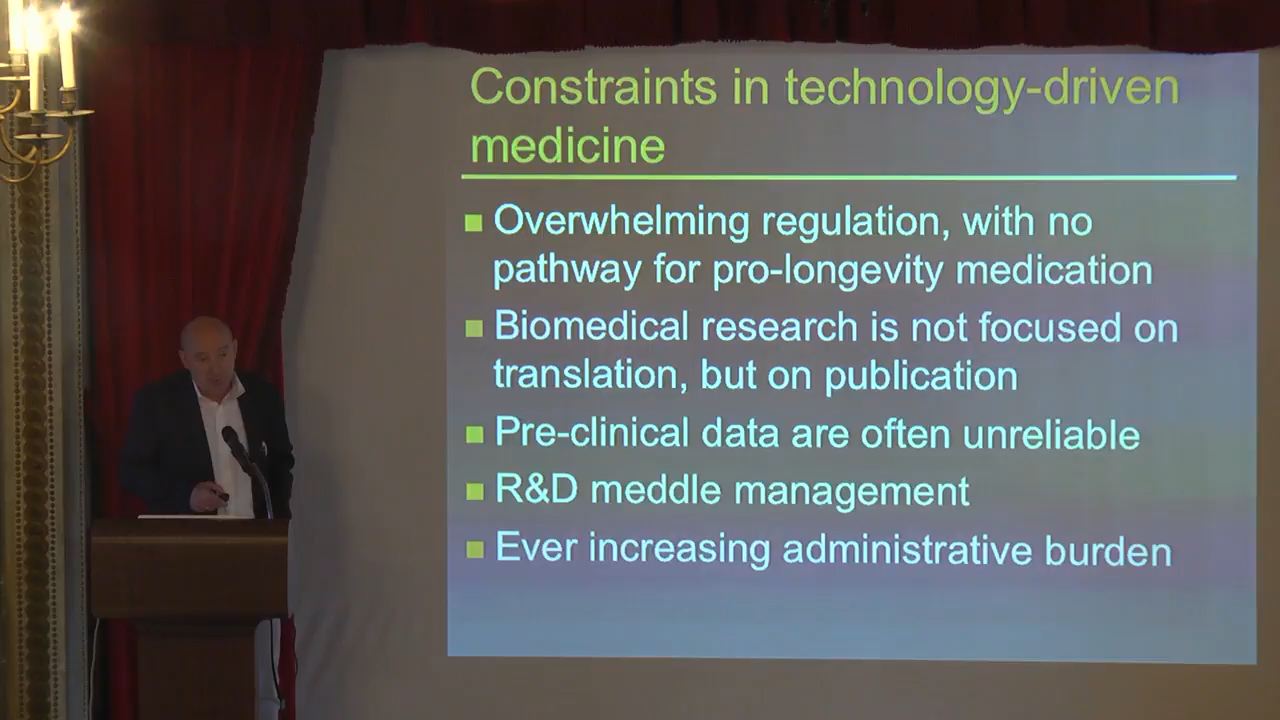 Constraints in technology-driven
medicine
Overwhelming regulation, with no
pathway for pro-longevity medication
Biomedical research is not focused on
translation, but on publication
Pre-clinical data are often unreliable
R&D meddle management
Ever increasing administrative burden